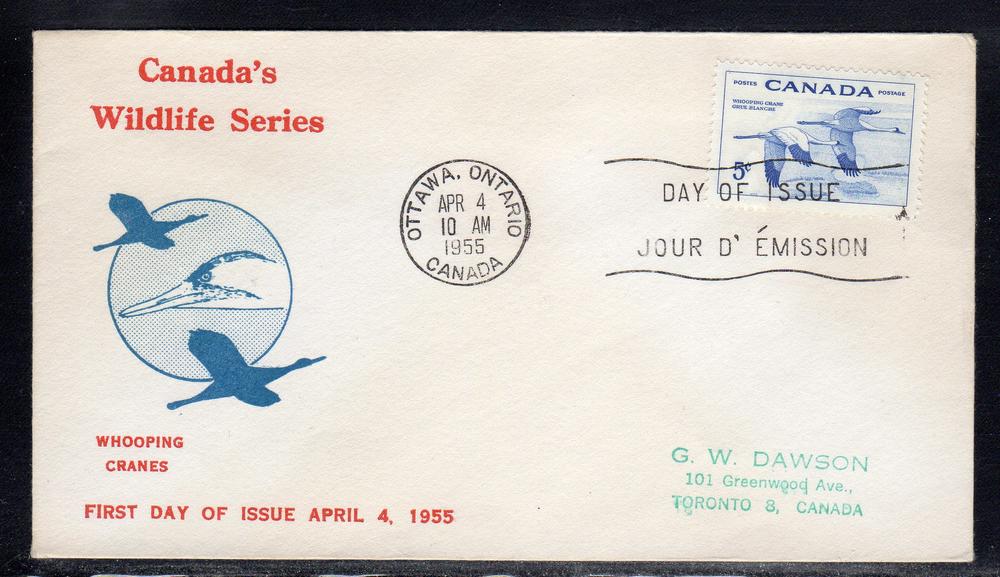 Canada's
Wildlife Series
POSTES CANADA POSTAGE
WHOOPING CRANE
GRUE BLANCHE
5c
OTTAWA, ONTARIO
APR 4
10 AM
1955
CANADA
DAY OF ISSUE
JOUR D' ÉMISSION
WHOOPING
CRANES
FIRST DAY OF ISSUE APRIL 4, 1955
G. W. DAWSON
101 Greenwood Ave.,
TORONTO 8, CANADA